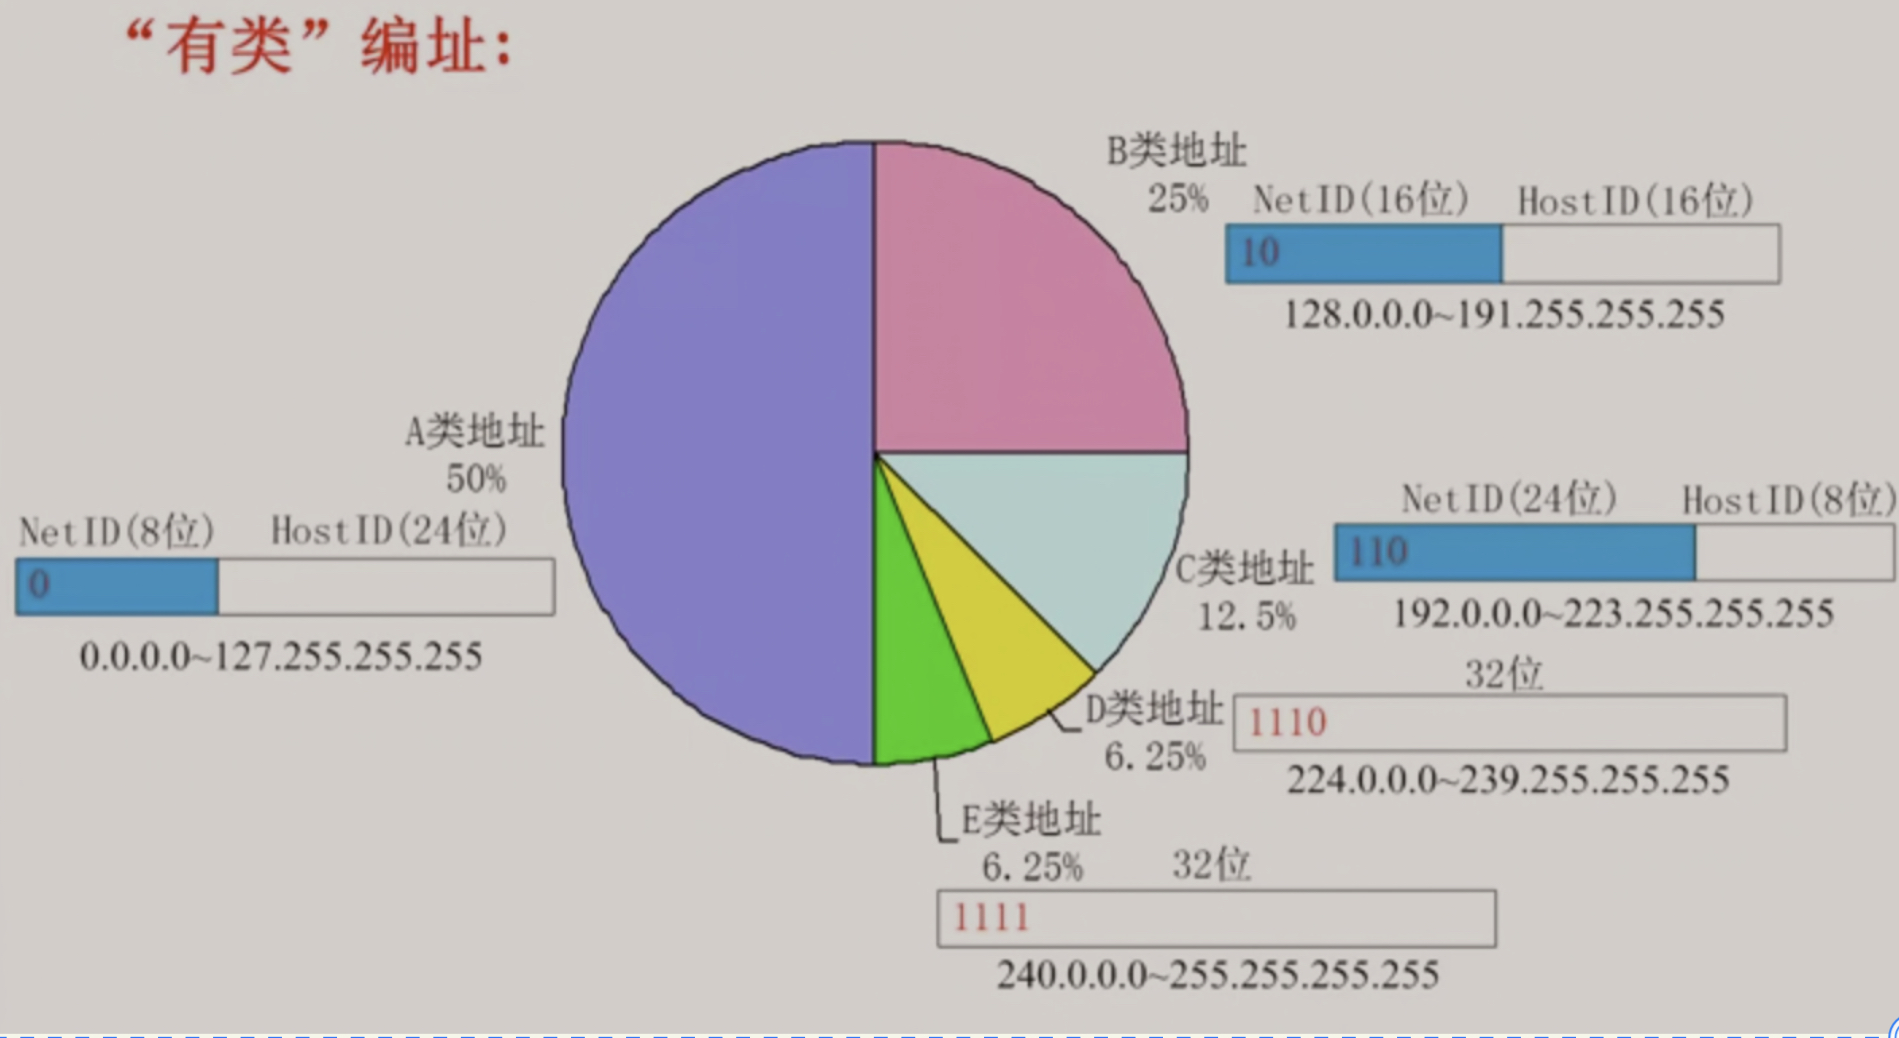 “有类”编址:
B类地址
25%
NetID(16位) HostID(16位)
10
128.0.0.0~191.255.255.255
A类地址
50%
NetID(8位) HostID(24位)
0
0.0.0.0~127.255.255.255
NetID(24位) HostID(8位)
110
C类地址
12.5%
192.0.0.0~223.255.255.255
32位
D类地址
6.25%
1110
224.0.0.0~239.255.255.255
E类地址
6.25%
32位
1111
240.0.0.0~255.255.255.255